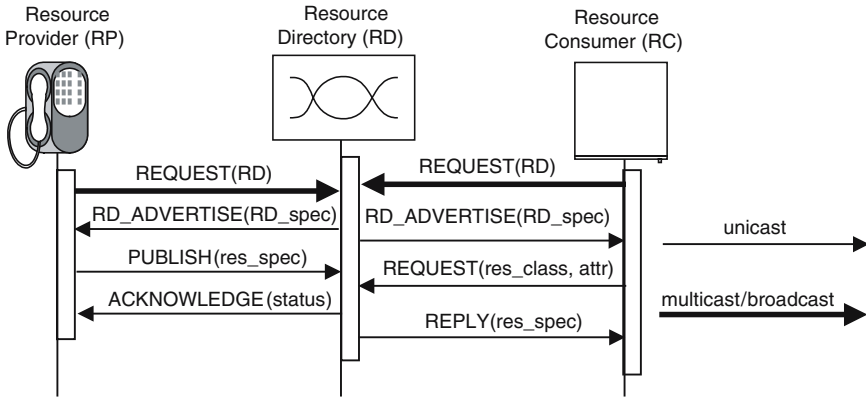 Resource
Provider (RP)
Resource
Directory (RD)
Resource
Consumer (RC)
REQUEST(RD)
REQUEST(RD)
RD_ADVERTISE(RD_spec)
RD_ADVERTISE(RD_spec)
unicast
PUBLISH(res_spec)
REQUEST(res_class, attr)
ACKNOWLEDGE(status)
multicast/broadcast
REPLY(res_spec)